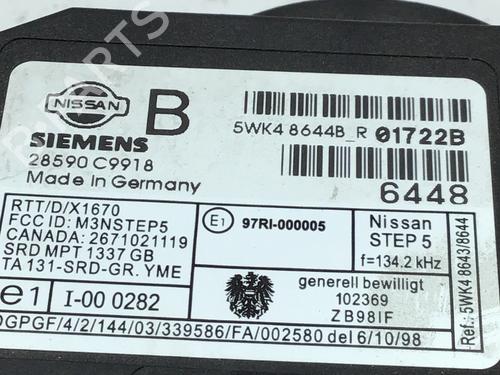 NISSAN
B
SIEMENS
28590 C9918
Made in Germany
5WK4 8644B_R 01722B
6448
RTT/D/X1670
FCC ID: M3NSTEP5
CANADA: 2671021119
SRD MPT 1337 GB
TA 131-SRD-GR. YME
E1 97RI-000005
Nissan
STEP 5
f=134.2 kHz
generell bewilligt
102369
ZB98IF
e1 I-00 0282
DGPGF/4/2/144/03/339586/FA/002580 del 6/10/98
Ref.: 5WK4 8643/8644